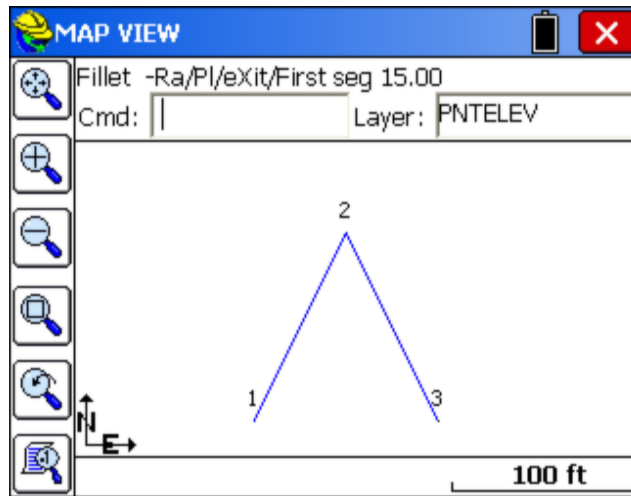 MAP VIEW
Fillet -Ra/Pl/eXit/First seg 15.00
Cmd: Layer: PNTELEV
2
1 3
N
E
100 ft